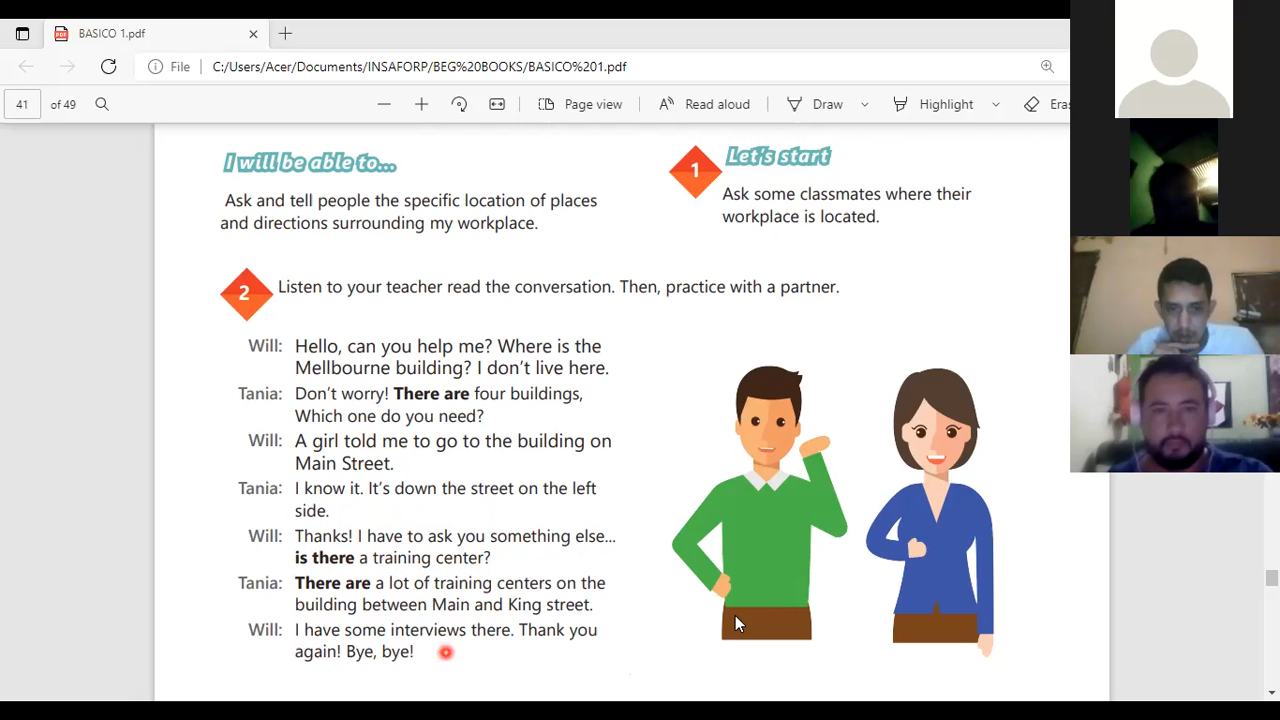 BASICO 1.pdf
File C:/Users/Acer/Documents/INSAFORP/BEG%20BOOKS/BASICO%201.pdf
41 of 49 Page view Read aloud Draw Highlight
I will be able to...
Ask and tell people the specific location of places
and directions surrounding my workplace.
1 Let's start
Ask some classmates where their
workplace is located.
2 Listen to your teacher read the conversation. Then, practice with a partner.
Will: Hello, can you help me? Where is the
Mellbourne building? I don't live here.
Tania: Don't worry! There are four buildings,
Which one do you need?
Will: A girl told me to go to the building on
Main Street.
Tania: I know it. It's down the street on the left
side.
Will: Thanks! I have to ask you something else...
is there a training center?
Tania: There are a lot of training centers on the
building between Main and King street.
Will: I have some interviews there. Thank you
again! Bye, bye!